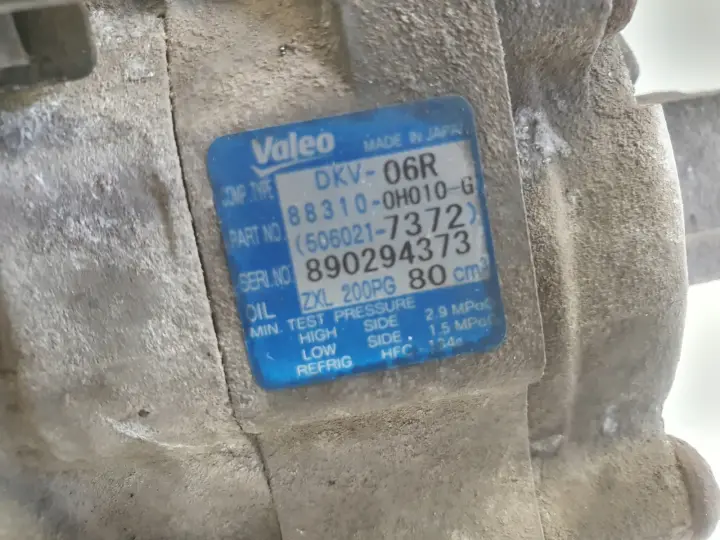 Valeo MADE IN JAPAN
COMP.TYPE DKV-06R
PART NO. 88310-0H010-G
(506021-7372)
SERI.NO. 890294373
OIL ZXL 200PG 80 cm³
MIN. TEST PRESSURE
HIGH SIDE 2.9 MPaG
LOW SIDE 1.5 MPaG
REFRIG HFC 134a